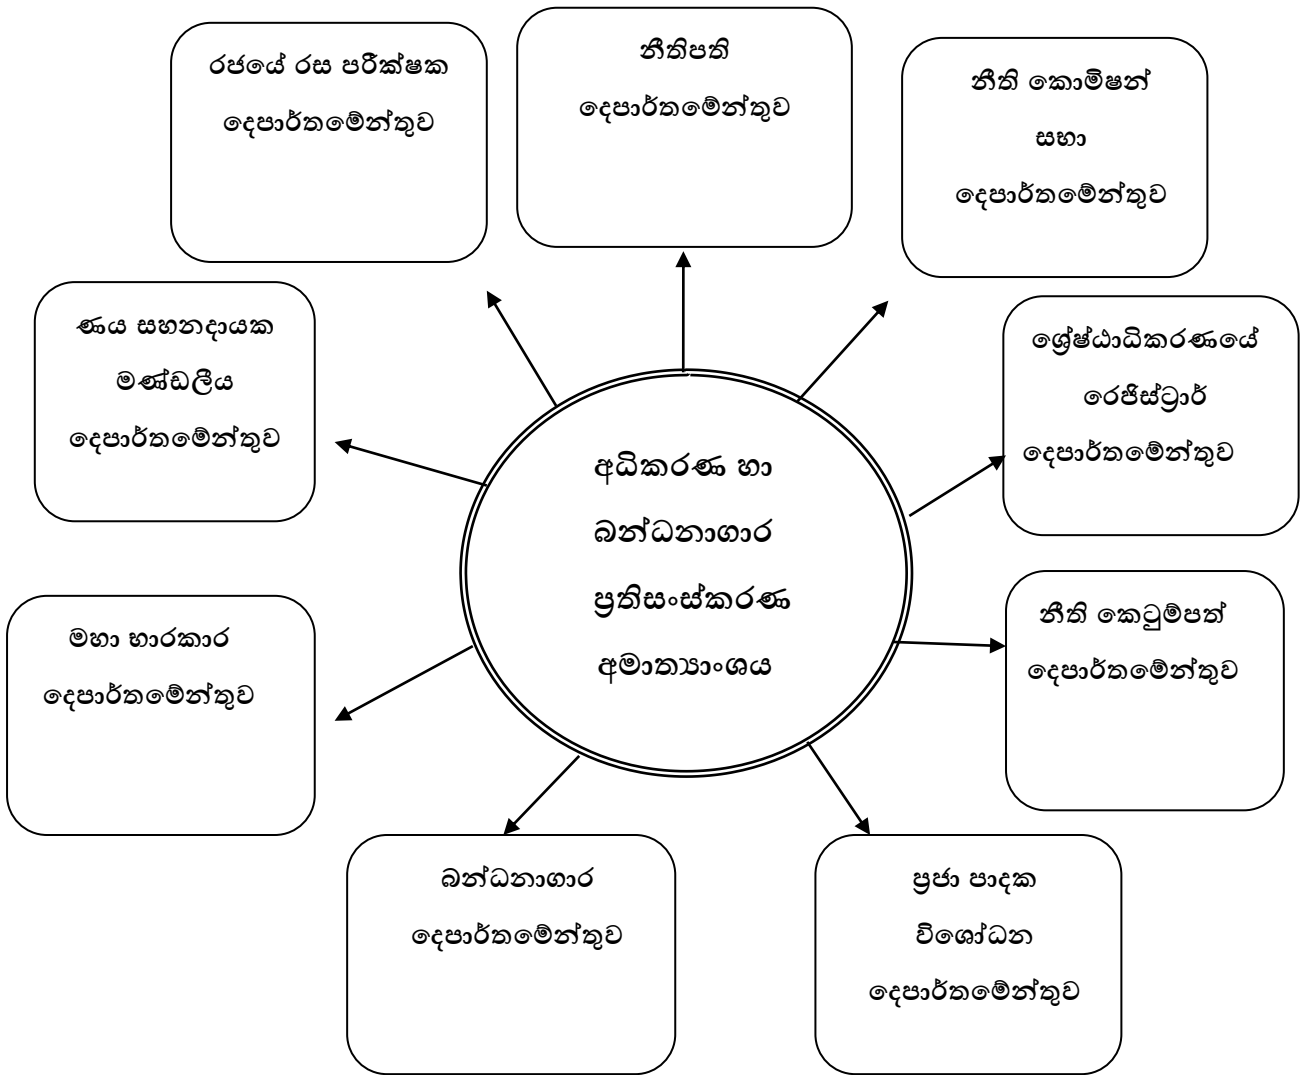 රජයේ රස පරීක්ෂක
දෙපාර්තමේන්තුව
නීතිපති
දෙපාර්තමේන්තුව
නීති කොමිෂන්
සභා
දෙපාර්තමේන්තුව
ණය සහනදායක
මණ්ඩලීය
දෙපාර්තමේන්තුව
ශ්‍රේෂ්ඨාධිකරණයේ
රෙජිස්ට්‍රාර්
දෙපාර්තමේන්තුව
අධිකරණ හා
බන්ධනාගාර
ප්‍රතිසංස්කරණ
අමාත්‍යාංශය
මහා භාරකාර
දෙපාර්තමේන්තුව
නීති කෙටුම්පත්
දෙපාර්තමේන්තුව
බන්ධනාගාර
දෙපාර්තමේන්තුව
ප්‍රජා පාදක
විශෝධන
දෙපාර්තමේන්තුව